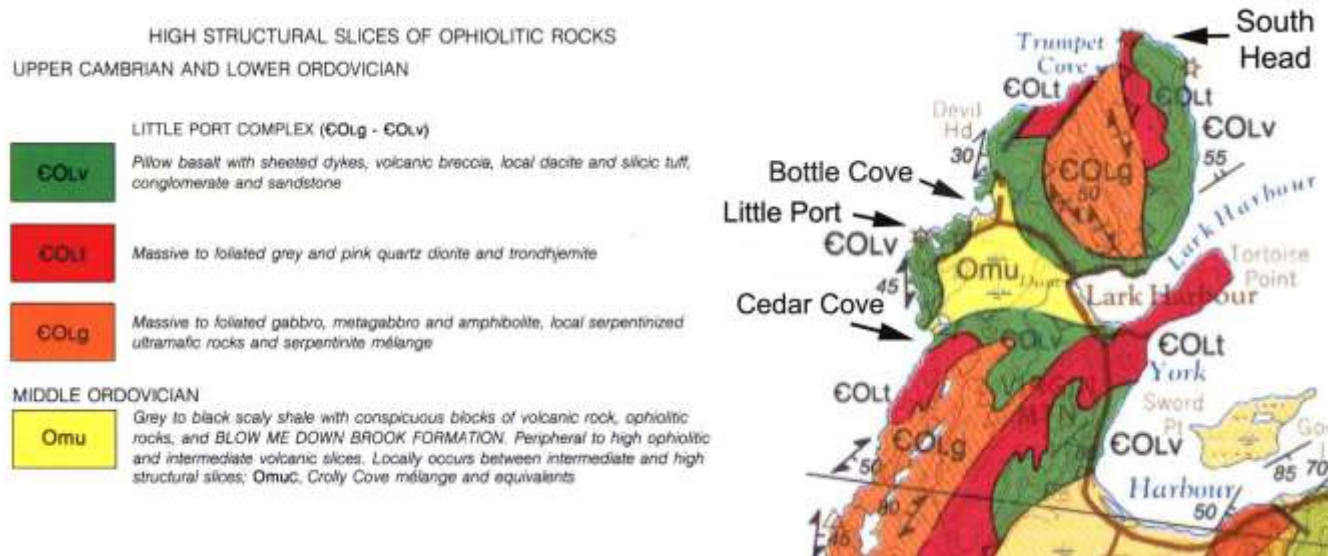 HIGH STRUCTURAL SLICES OF OPHIOLITIC ROCKS
UPPER CAMBRIAN AND LOWER ORDOVICIAN
LITTLE PORT COMPLEX (ЄOLg - ЄOLv)
ЄOLv
Pillow basalt with sheeted dykes, volcanic breccia, local dacite and silicic tuff,
conglomerate and sandstone
ЄOLt
Massive to foliated grey and pink quartz diorite and trondhjemite
ЄOLg
Massive to foliated gabbro, metagabbro and amphibolite, local serpentinized
ultramafic rocks and serpentinite mélange
MIDDLE ORDOVICIAN
Omu
Grey to black scaly shale with conspicuous blocks of volcanic rock, ophiolitic
rocks, and BLOW ME DOWN BROOK FORMATION. Peripheral to high ophiolitic
and intermediate volcanic slices. Locally occurs between intermediate and high
structural slices; Omuc, Crolly Cove mélange and equivalents
South
Head
Trumpet
Cove
ЄOLt
ЄOLt
Devil
Hd
30
ЄOLv
55
ЄOLg
50
Bottle Cove
Little Port
ЄOLv
Lark Harbour
Tortoise
Point
Omu
45
Lark Harbour
Cedar Cove
ЄOLv
ЄOLt
York
ЄOLt
Sword
Pt
ЄOLg
ЄOLv
50
85
70
Harbour
50
45